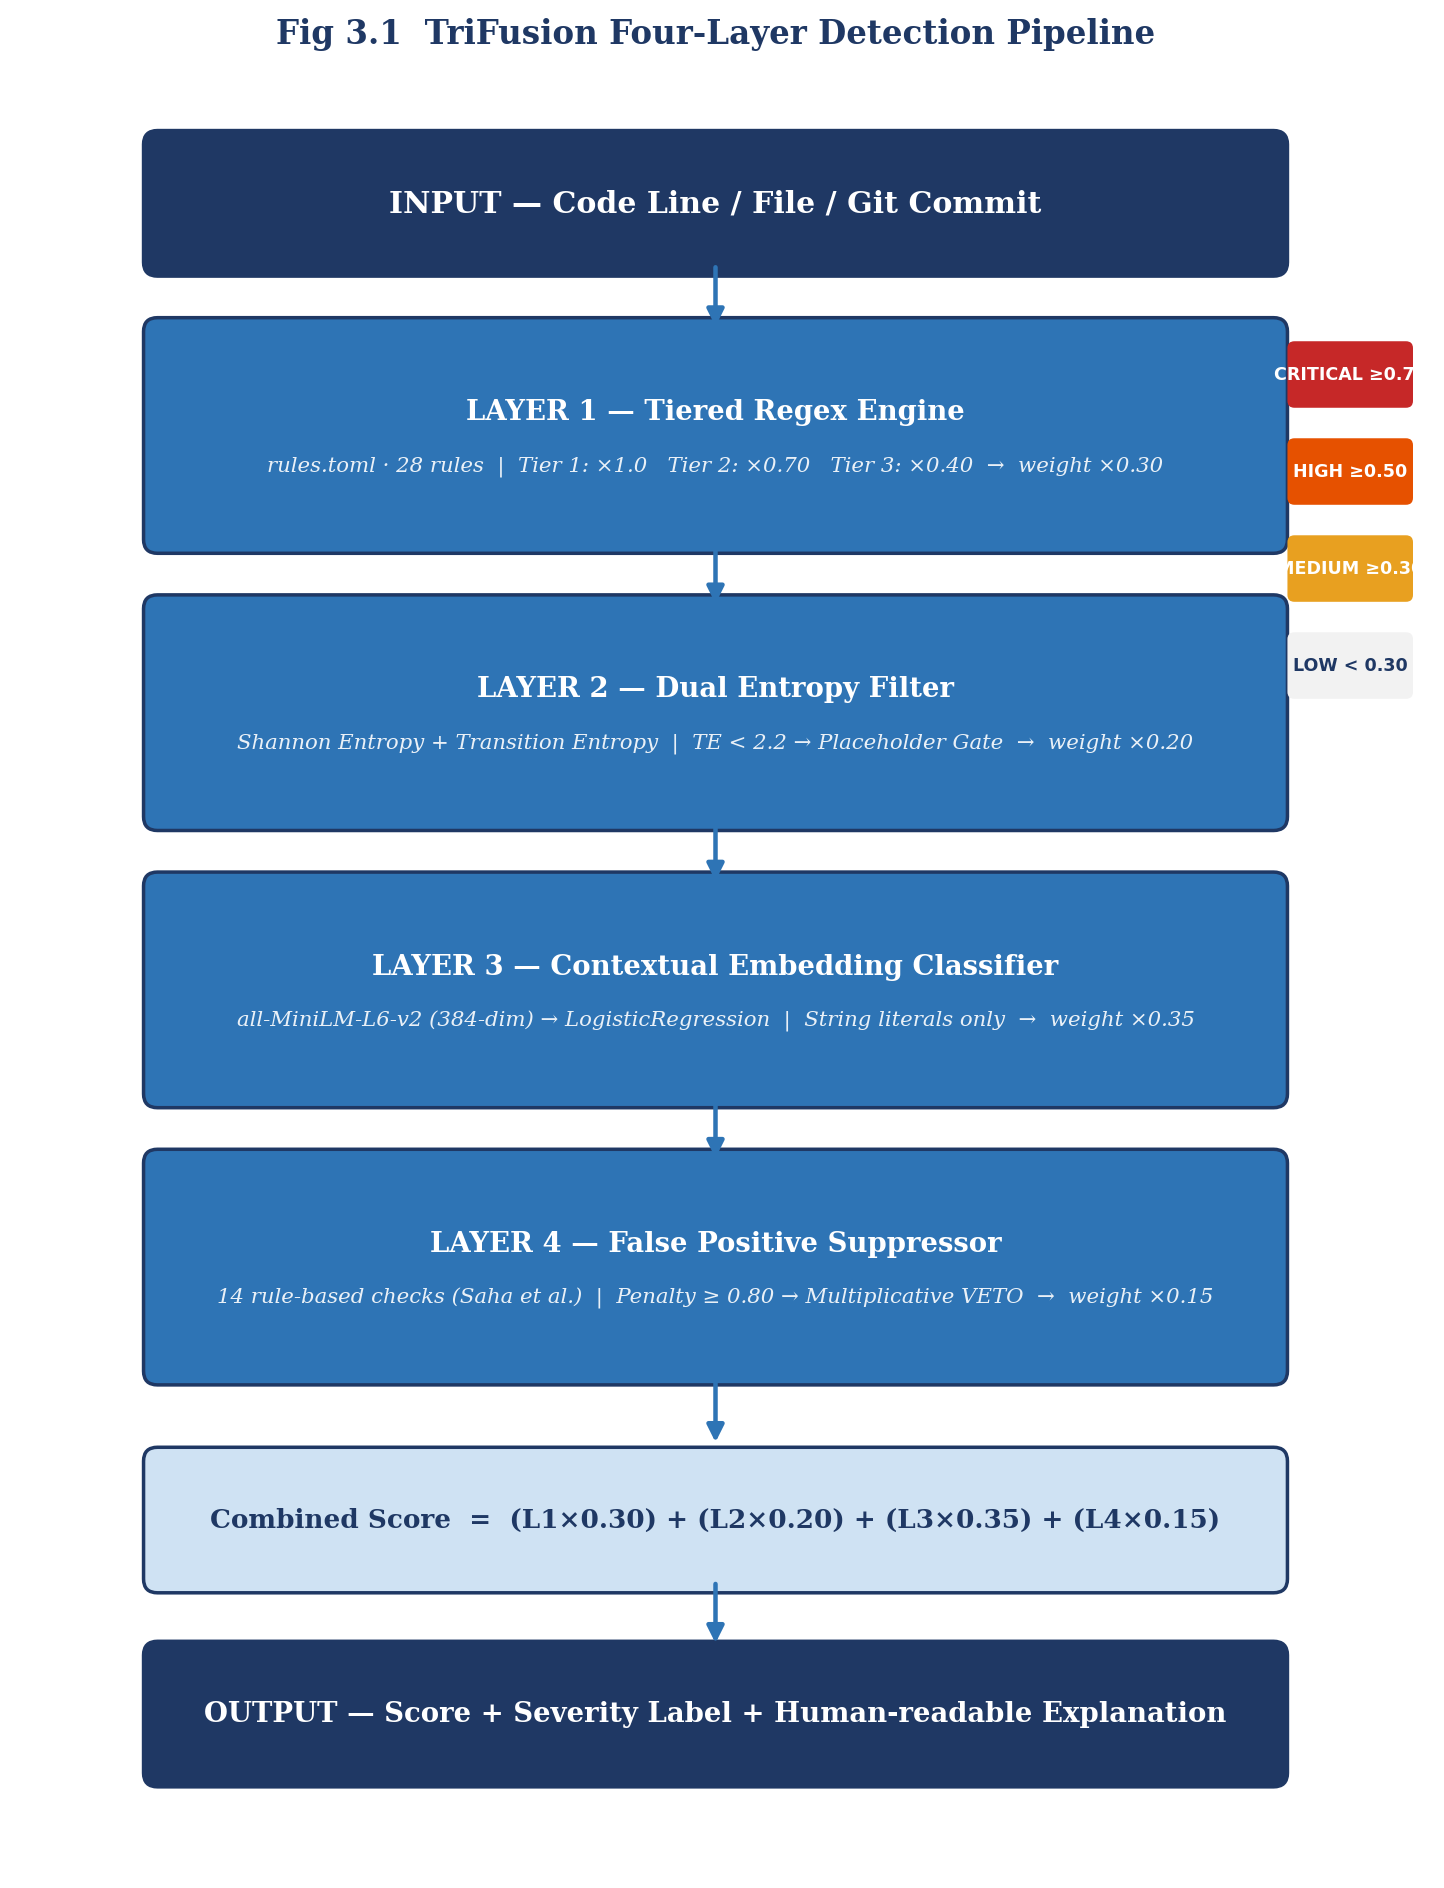 Fig 3.1  TriFusion Four-Layer Detection Pipeline
INPUT — Code Line / File / Git Commit
LAYER 1 — Tiered Regex Engine
rules.toml · 28 rules  |  Tier 1: ×1.0   Tier 2: ×0.70   Tier 3: ×0.40  →  weight ×0.30
CRITICAL ≥0.7
HIGH ≥0.50
MEDIUM ≥0.30
LOW < 0.30
LAYER 2 — Dual Entropy Filter
Shannon Entropy + Transition Entropy  |  TE < 2.2 → Placeholder Gate  →  weight ×0.20
LAYER 3 — Contextual Embedding Classifier
all-MiniLM-L6-v2 (384-dim) → LogisticRegression  |  String literals only  →  weight ×0.35
LAYER 4 — False Positive Suppressor
14 rule-based checks (Saha et al.)  |  Penalty ≥ 0.80 → Multiplicative VETO  →  weight ×0.15
Combined Score  =  (L1×0.30) + (L2×0.20) + (L3×0.35) + (L4×0.15)
OUTPUT — Score + Severity Label + Human-readable Explanation